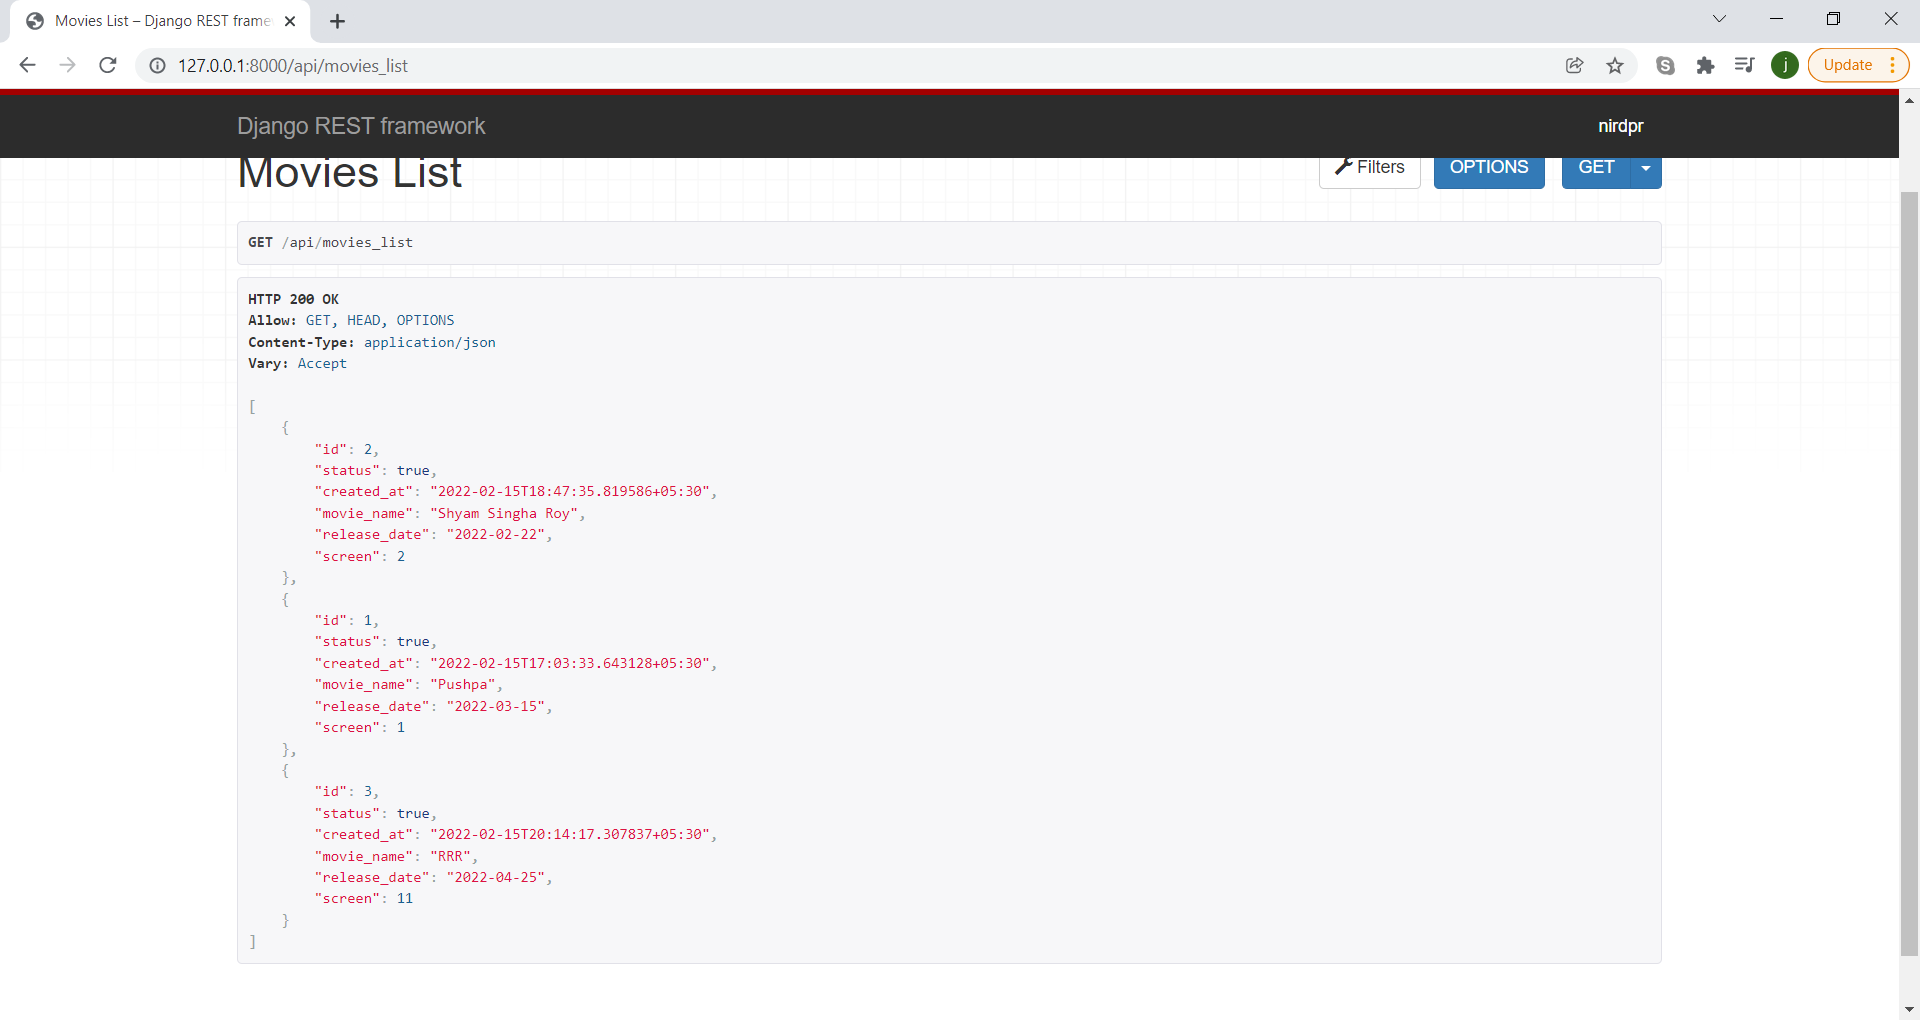 Movies List – Django REST frame
127.0.0.1:8000/api/movies_list
j
Update
Django REST framework
nirdpr
Movies List
Filters
OPTIONS
GET
GET /api/movies_list
HTTP 200 OK
Allow: GET, HEAD, OPTIONS
Content-Type: application/json
Vary: Accept
[
    {
        "id": 2,
        "status": true,
        "created_at": "2022-02-15T18:47:35.819586+05:30",
        "movie_name": "Shyam Singha Roy",
        "release_date": "2022-02-22",
        "screen": 2
    },
    {
        "id": 1,
        "status": true,
        "created_at": "2022-02-15T17:03:33.643128+05:30",
        "movie_name": "Pushpa",
        "release_date": "2022-03-15",
        "screen": 1
    },
    {
        "id": 3,
        "status": true,
        "created_at": "2022-02-15T20:14:17.307837+05:30",
        "movie_name": "RRR",
        "release_date": "2022-04-25",
        "screen": 11
    }
]